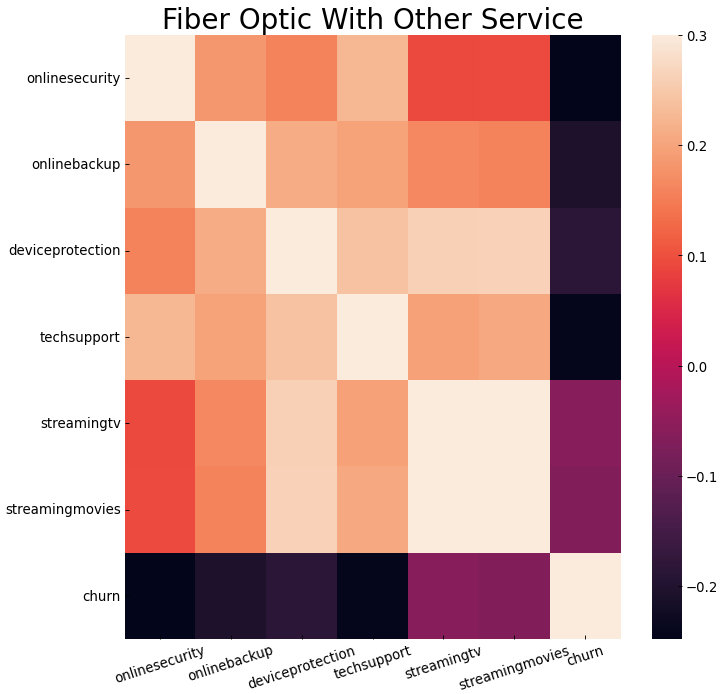 Fiber Optic With Other Service
onlinesecurity
onlinebackup
deviceprotection
techsupport
streamingtv
streamingmovies
churn
onlinesecurity
onlinebackup
deviceprotection
techsupport
streamingtv
streamingmovies
churn
0.3
0.2
0.1
0.0
−0.1
−0.2